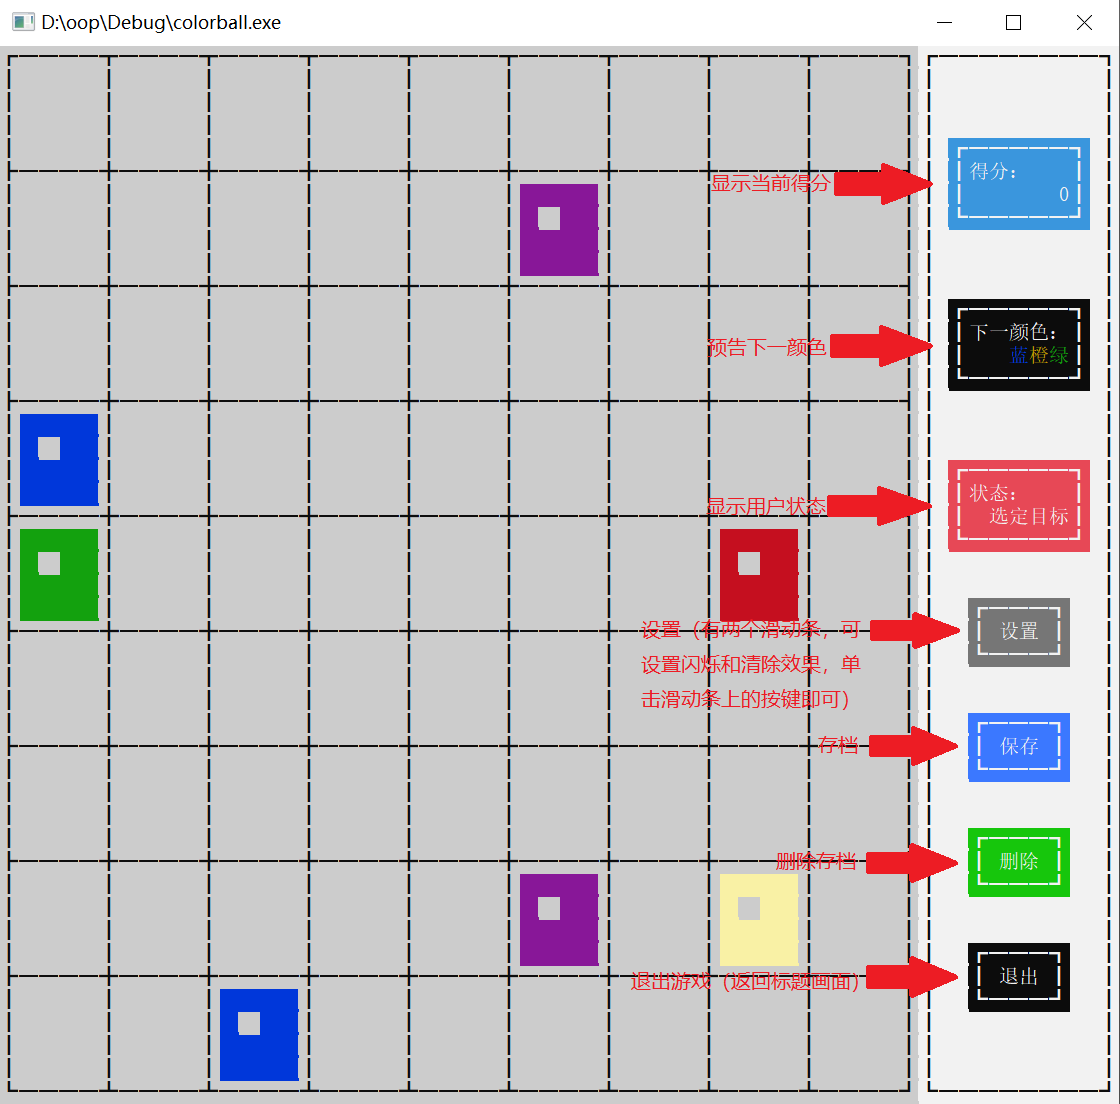 D:\oop\Debug\colorball.exe
显示当前得分
得分：
0
预告下一颜色
下一颜色：
蓝橙绿
显示用户状态
状态：
选定目标
设置（有两个滑动条，可
设置闪烁和清除效果，单
击滑动条上的按键即可）
设置
存档
保存
删除存档
删除
退出游戏（返回标题画面）
退出